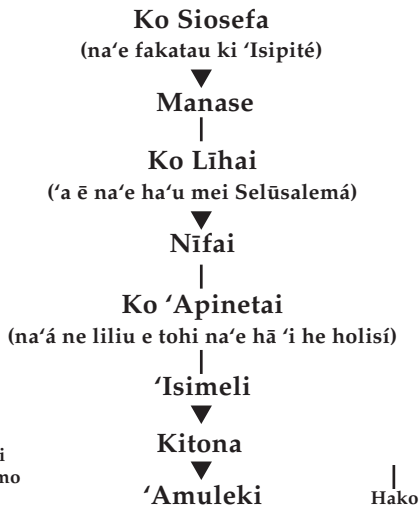 Ko Siosefa
(na‘e fakatau ki ‘Isipité)
Manase
Ko Līhai
(‘a ē na‘e ha‘u mei Selūsalemá)
Nīfai
Ko ‘Apinetai
(na‘á ne liliu e tohi na‘e hā ‘i he holisí)
‘Isimeli
Kitona
‘Amuleki
Hako